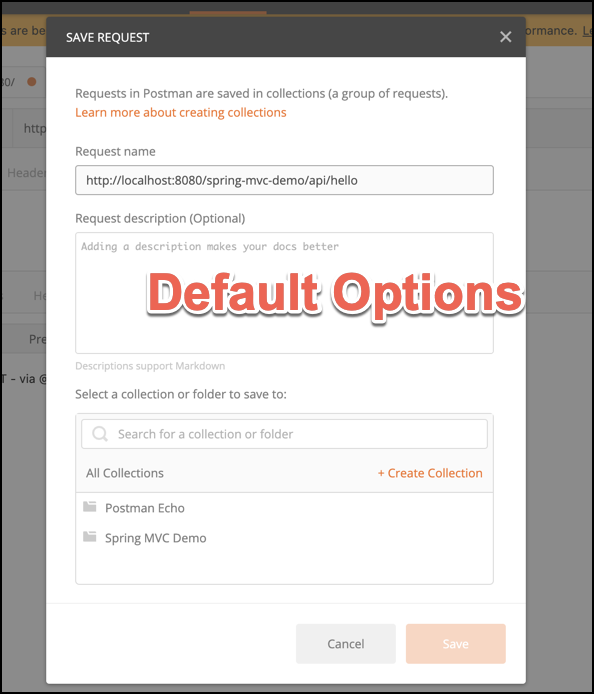 s are be
ormance. Le
SAVE REQUEST
80/
http
Header
Requests in Postman are saved in collections (a group of requests).
Learn more about creating collections
Request name
http://localhost:8080/spring-mvc-demo/api/hello
Request description (Optional)
Adding a description makes your docs better
Default Options
He
Pre
T - via @
Descriptions support Markdown
Select a collection or folder to save to:
Search for a collection or folder
All Collections
+ Create Collection
Postman Echo
Spring MVC Demo
Cancel
Save